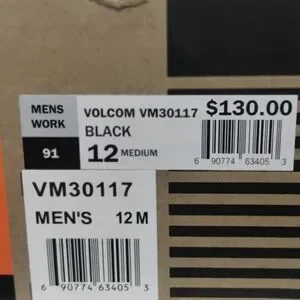 MENS WORK
91
VOLCOM VM30117 $130.00
BLACK
12 MEDIUM
6 90774 63405 3
VM30117
MEN'S 12 M
6 90774 63405 3